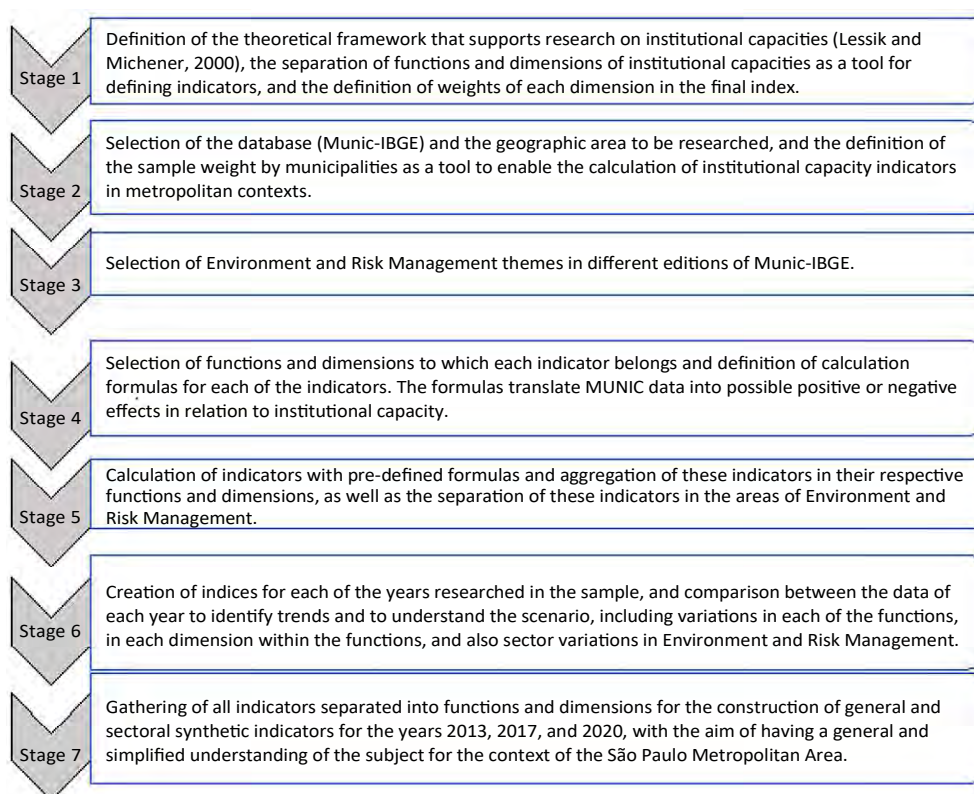 Stage 1
Definition of the theoretical framework that supports research on institutional capacities (Lessik and
Michener, 2000), the separation of functions and dimensions of institutional capacities as a tool for
defining indicators, and the definition of weights of each dimension in the final index.
Stage 2
Selection of the database (Munic-IBGE) and the geographic area to be researched, and the definition of
the sample weight by municipalities as a tool to enable the calculation of institutional capacity indicators
in metropolitan contexts.
Stage 3
Selection of Environment and Risk Management themes in different editions of Munic-IBGE.
Stage 4
Selection of functions and dimensions to which each indicator belongs and definition of calculation
formulas for each of the indicators. The formulas translate MUNIC data into possible positive or negative
effects in relation to institutional capacity.
Stage 5
Calculation of indicators with pre-defined formulas and aggregation of these indicators in their respective
functions and dimensions, as well as the separation of these indicators in the areas of Environment and
Risk Management.
Stage 6
Creation of indices for each of the years researched in the sample, and comparison between the data of
each year to identify trends and to understand the scenario, including variations in each of the functions,
in each dimension within the functions, and also sector variations in Environment and Risk Management.
Stage 7
Gathering of all indicators separated into functions and dimensions for the construction of general and
sectoral synthetic indicators for the years 2013, 2017, and 2020, with the aim of having a general and
simplified understanding of the subject for the context of the São Paulo Metropolitan Area.